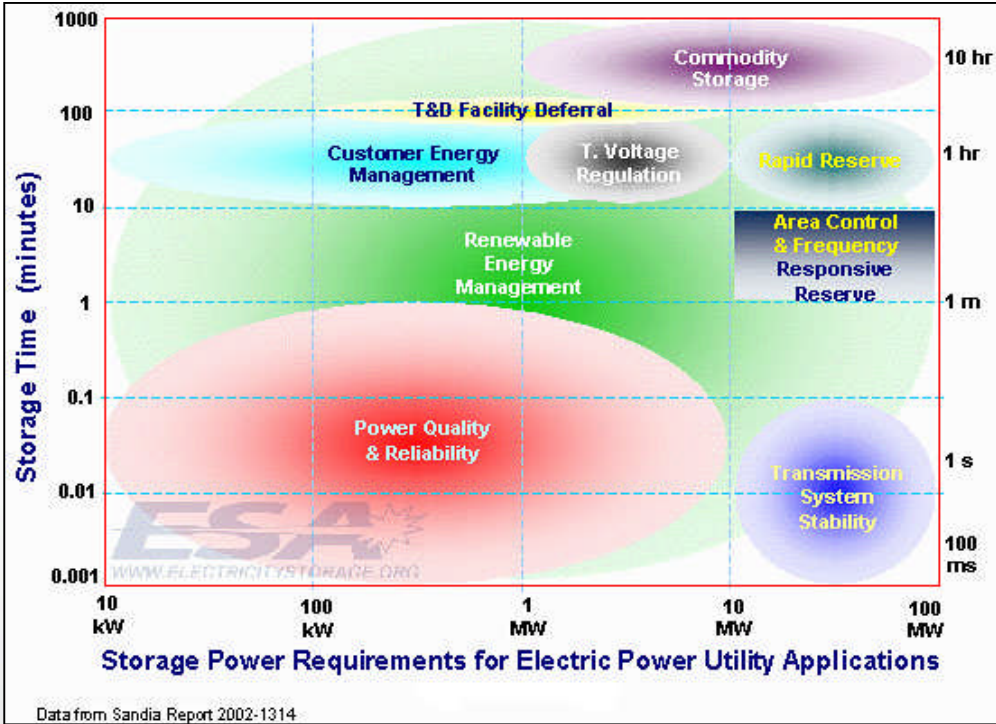 1000
100
10
1
0.1
0.01
0.001
Storage Time (minutes)
Commodity
Storage
T&D Facility Deferral
Customer Energy
Management
T. Voltage
Regulation
Rapid Reserve
Renewable
Energy
Management
Area Control
& Frequency
Responsive
Reserve
Power Quality
& Reliability
Transmission
System
Stability
ESA
WWW.ELECTRICITYSTORAGE.ORG
10 hr
1 hr
1 m
1 s
100
ms
10
kW
100
kW
1
MW
10
MW
100
MW
Storage Power Requirements for Electric Power Utility Applications
Data from Sandia Report 2002-1314